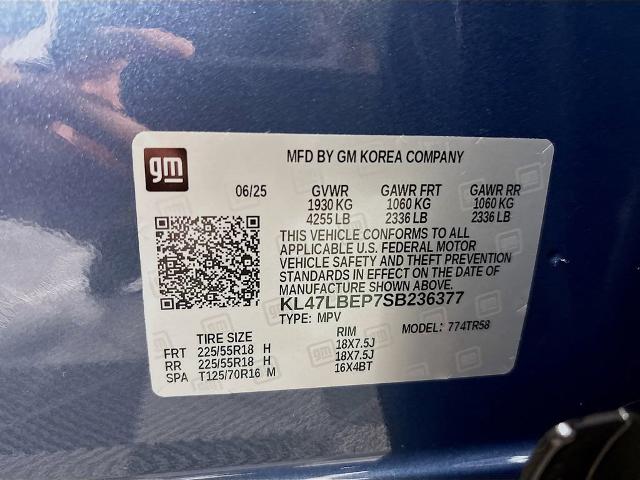 gm
MFD BY GM KOREA COMPANY
06/25 GVWR GAWR FRT GAWR RR
1930 KG 1060 KG 1060 KG
4255 LB 2336 LB 2336 LB
THIS VEHICLE CONFORMS TO ALL
APPLICABLE U.S. FEDERAL MOTOR
VEHICLE SAFETY AND THEFT PREVENTION
STANDARDS IN EFFECT ON THE DATE OF
MANUFACTURE SHOWN ABOVE.
KL47LBEP7SB236377
TYPE: MPV MODEL: 774TR58
TIRE SIZE RIM
FRT 225/55R18 H 18X7.5J
RR 225/55R18 H 18X7.5J
SPA T125/70R16 M 16X4BT